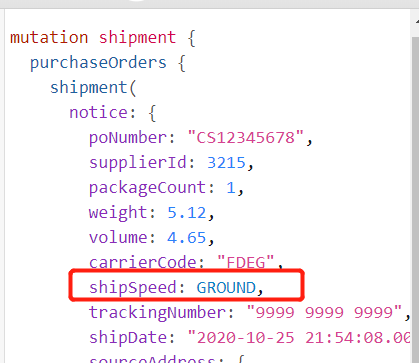 mutation shipment {
purchaseOrders {
shipment(
notice: {
poNumber: "CS12345678",
supplierId: 3215,
packageCount: 1,
weight: 5.12,
volume: 4.65,
carrierCode: "FDEG",
shipSpeed: GROUND,
trackingNumber: "9999 9999 9999",
shipDate: "2020-10-25 21:54:08.00
sourceAddress: {